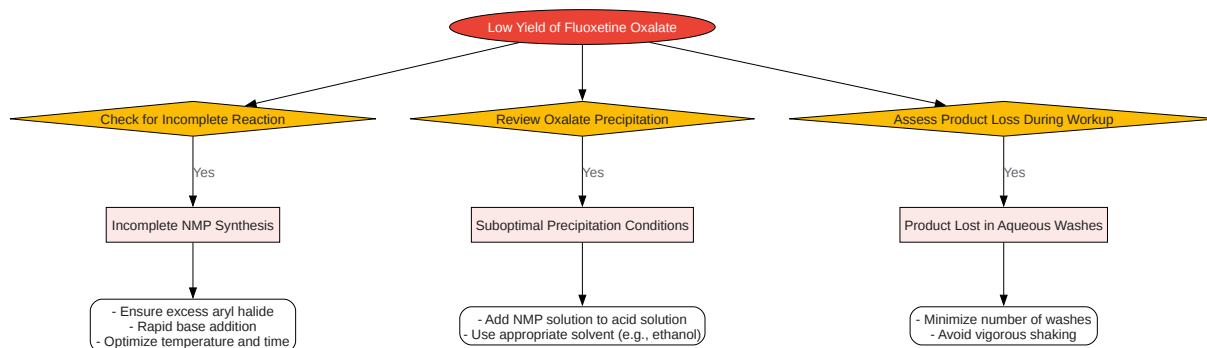 Low Yield of Fluoxetine Oxalate
Check for Incomplete Reaction
Review Oxalate Precipitation
Assess Product Loss During Workup
Yes
Yes
Yes
Incomplete NMP Synthesis
Suboptimal Precipitation Conditions
Product Lost in Aqueous Washes
- Ensure excess aryl halide
- Rapid base addition
- Optimize temperature and time
- Add NMP solution to acid solution
- Use appropriate solvent (e.g., ethanol)
- Minimize number of washes
- Avoid vigorous shaking